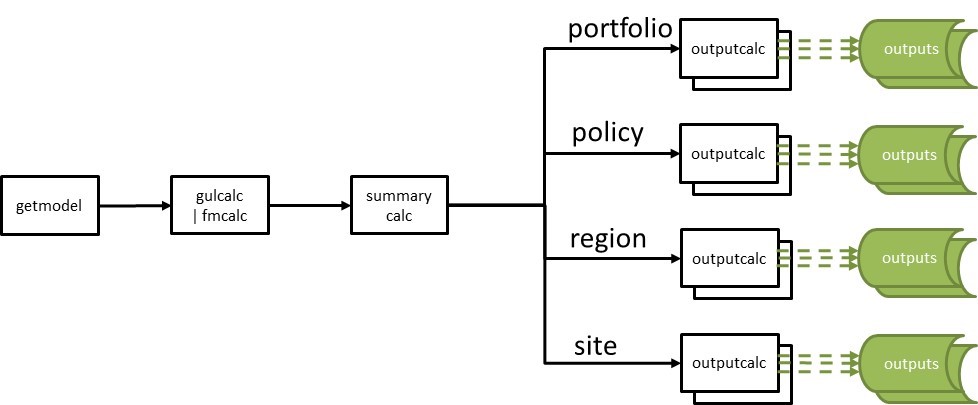 portfolio
outputcalc
outputs
policy
outputcalc
outputs
getmodel
gulcalc
| fmcalc
summary
calc
region
outputcalc
outputs
site
outputcalc
outputs